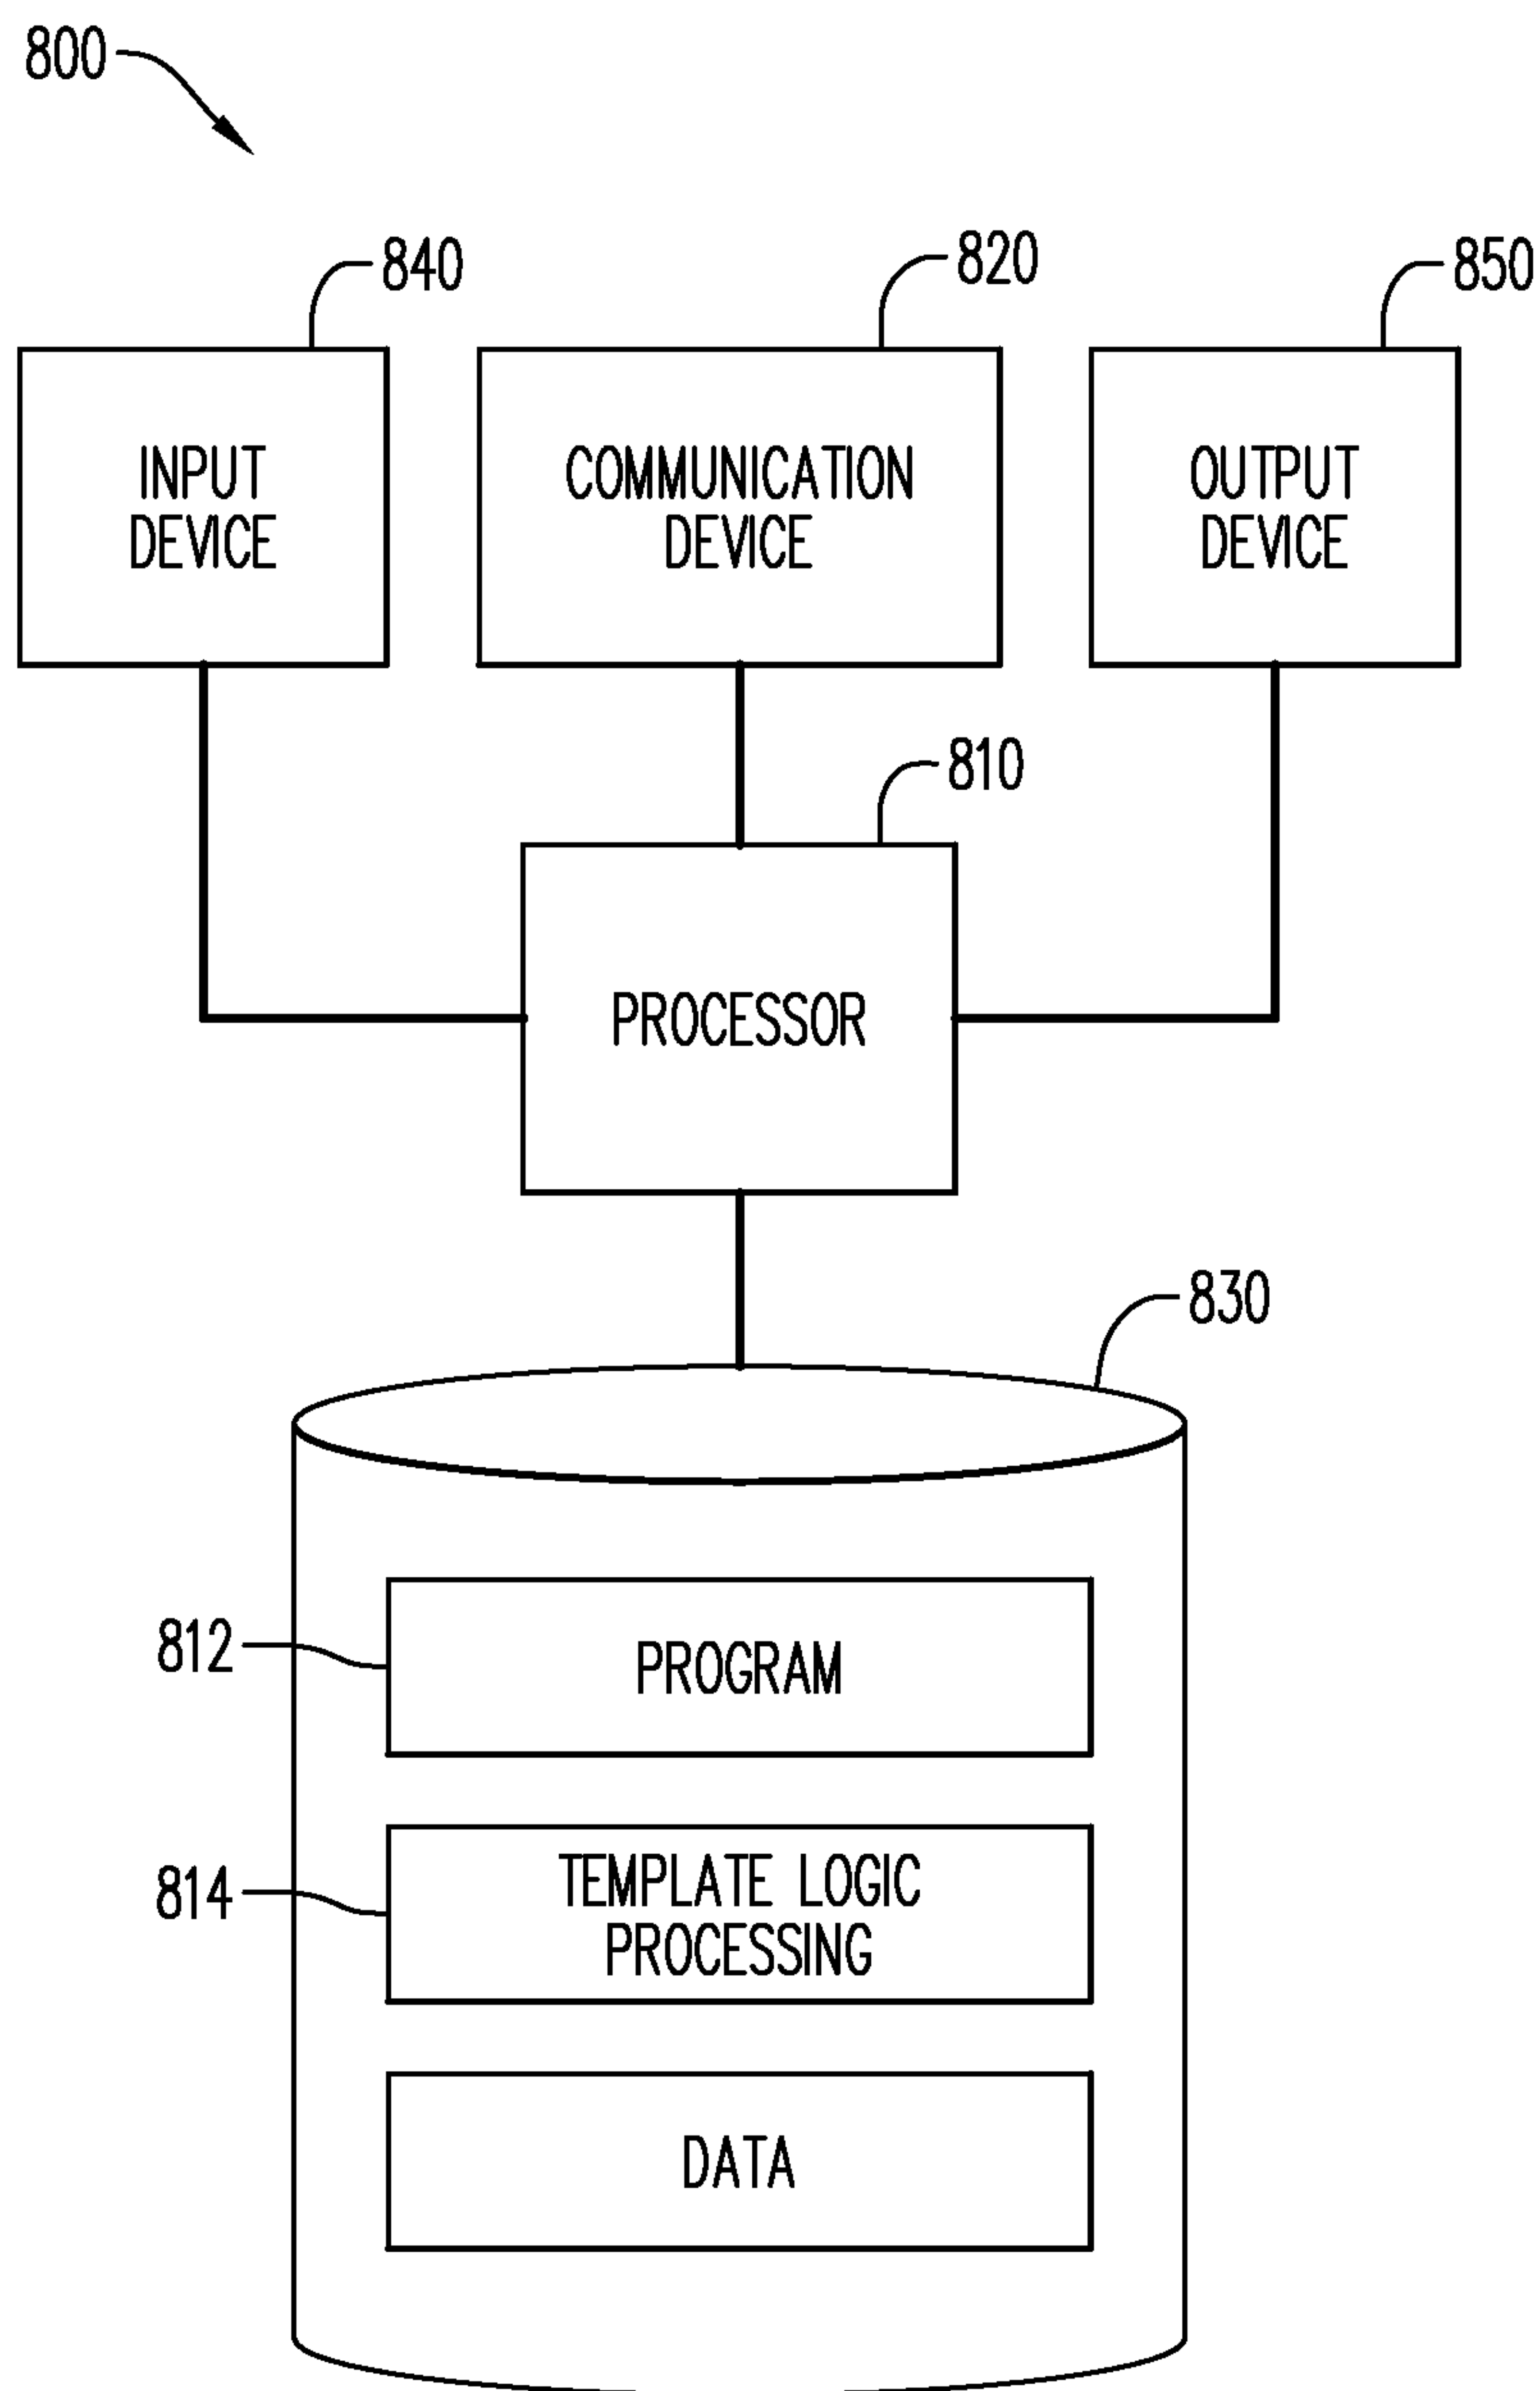 800
840
820
850
INPUT
DEVICE
COMMUNICATION
DEVICE
OUTPUT
DEVICE
810
PROCESSOR
830
812
PROGRAM
814
TEMPLATE LOGIC
PROCESSING
DATA